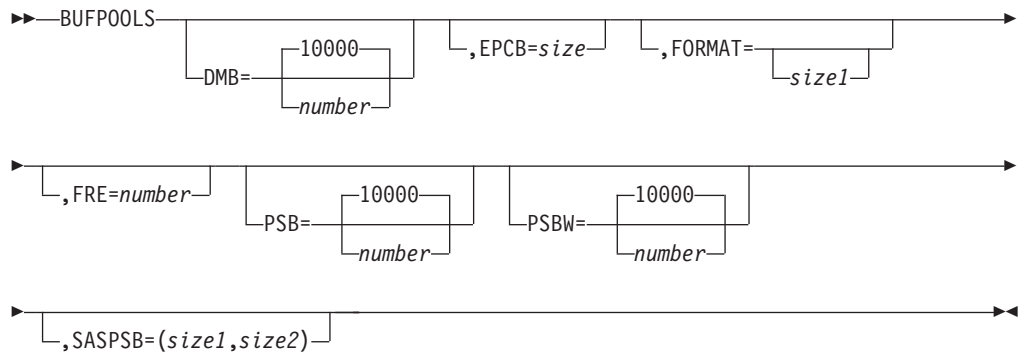 BUFPOOLS
DMB=
10000
number
,EPCB=size
,FORMAT=
size1
,FRE=number
PSB=
10000
number
PSBW=
10000
number
,SASPSB=(size1,size2)